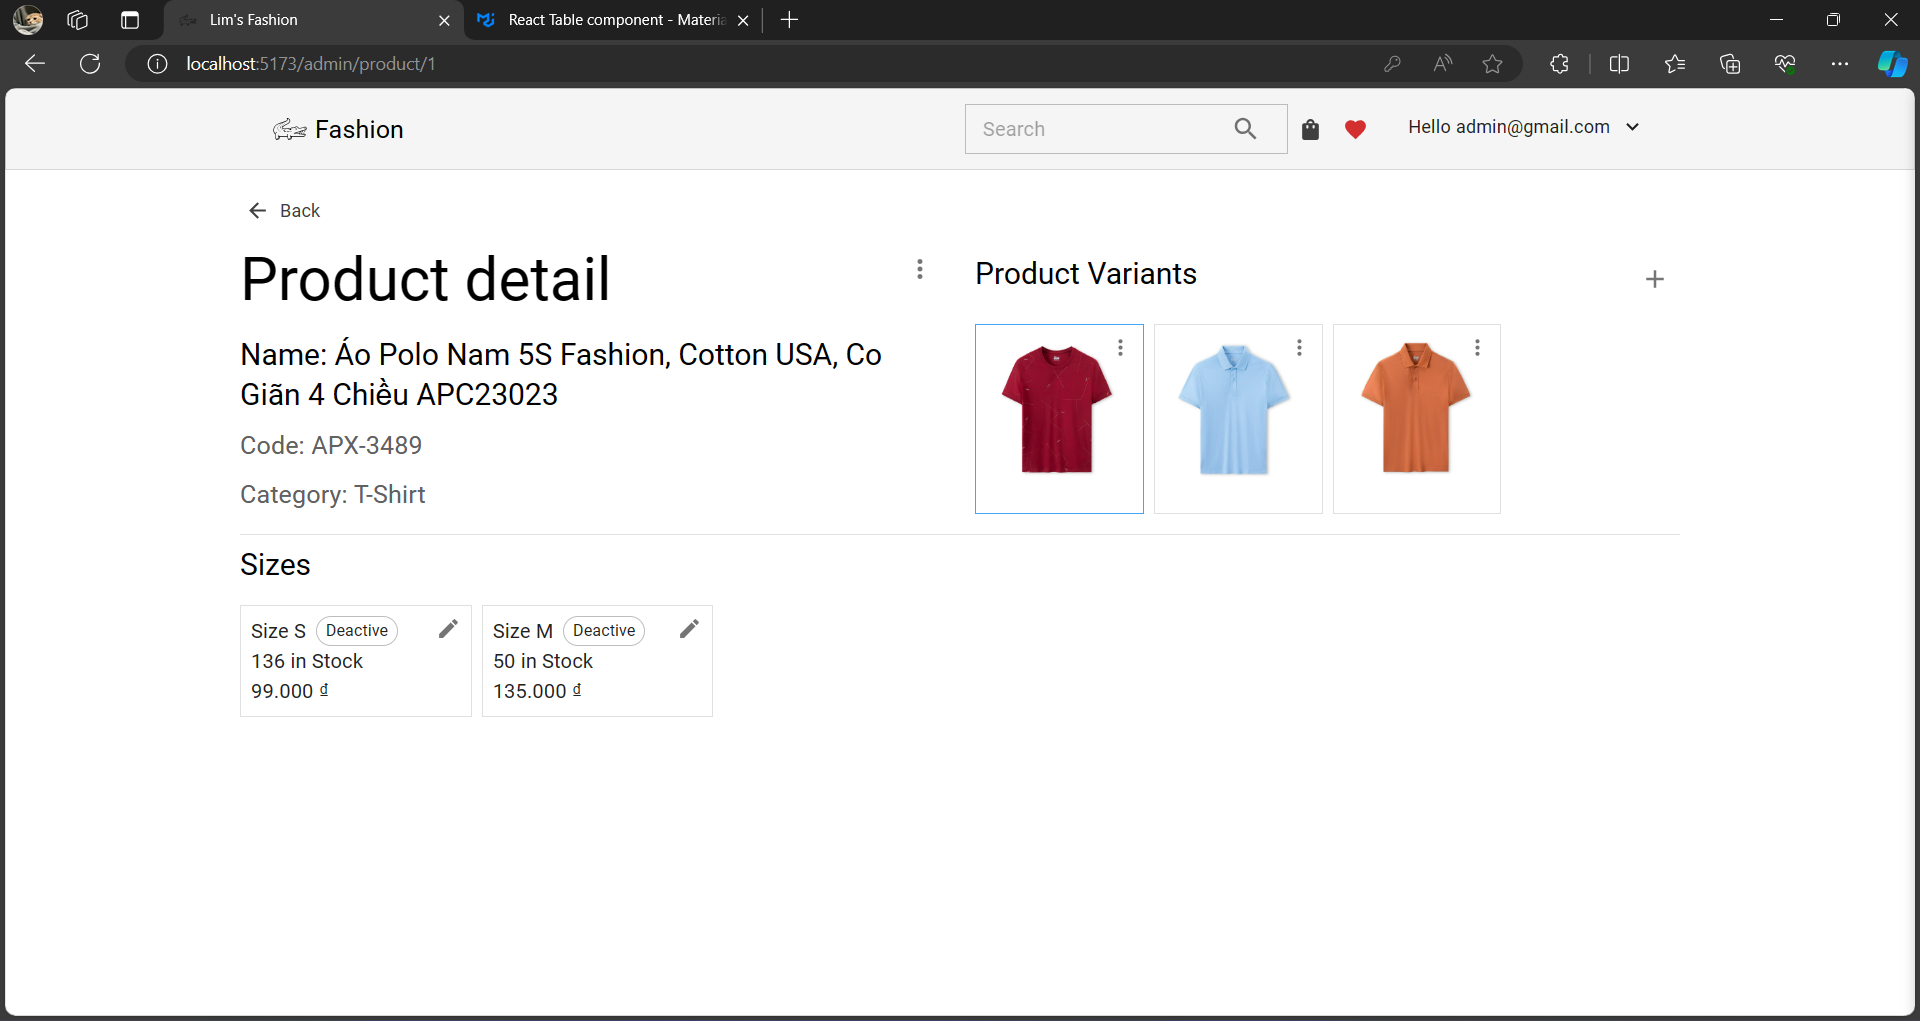 Lim's Fashion
React Table component - Materia
localhost:5173/admin/product/1
Fashion
Search
Hello admin@gmail.com
Back
Product detail
Name: Áo Polo Nam 5S Fashion, Cotton USA, Co
Giãn 4 Chiều APC23023
Code: APX-3489
Category: T-Shirt
Product Variants
Sizes
Size S Deactive
136 in Stock
99.000 ₫
Size M Deactive
50 in Stock
135.000 ₫